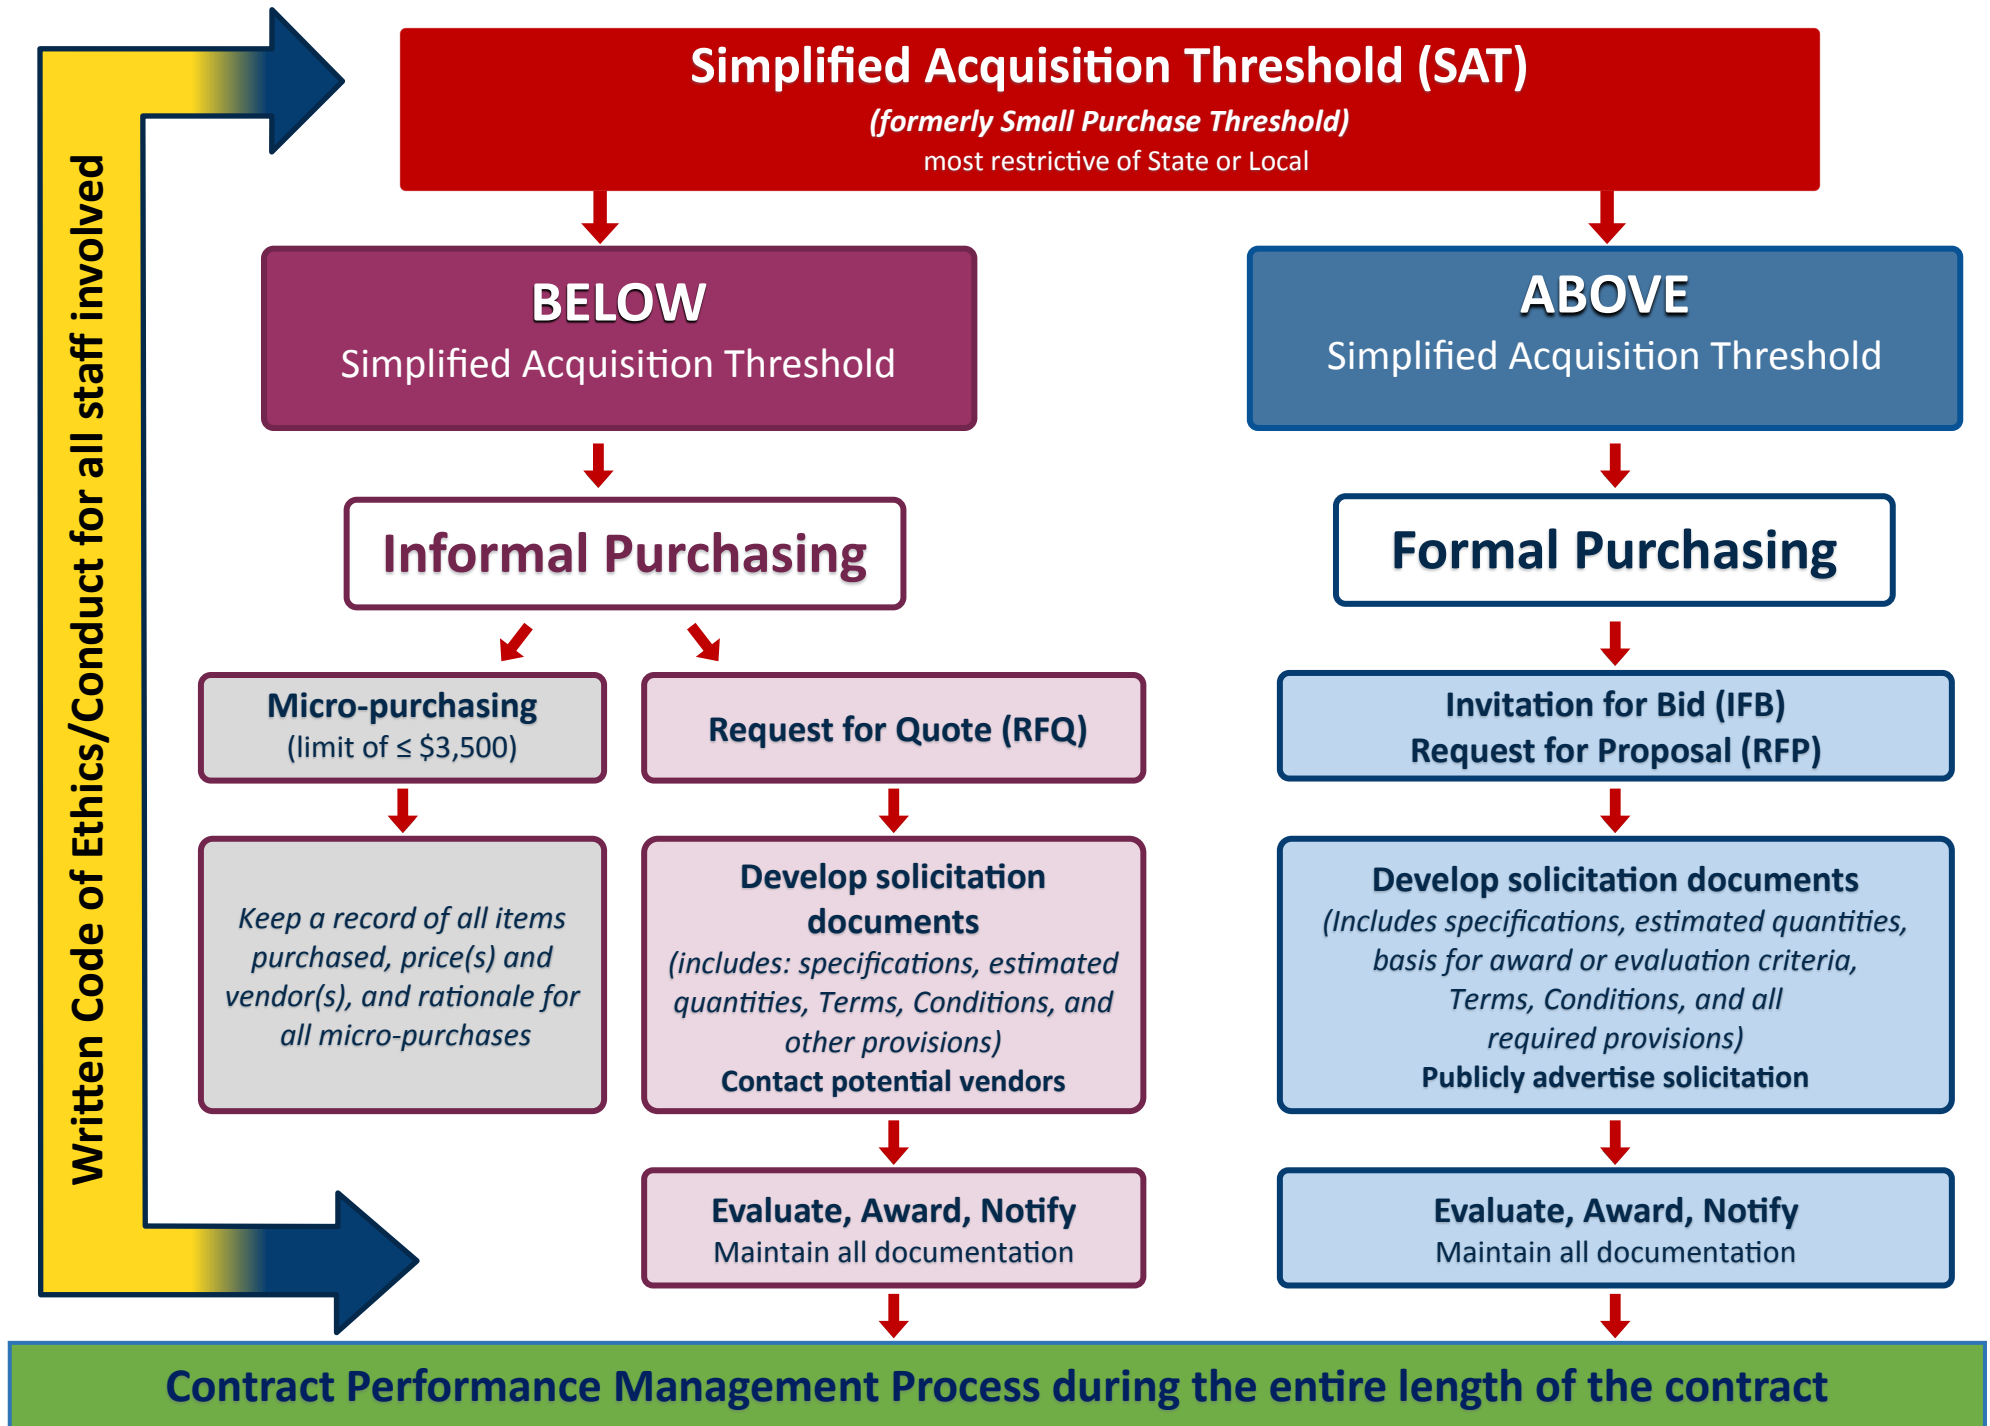 Simplified Acquisition Threshold (SAT)
(formerly Small Purchase Threshold)
most restrictive of State or Local
Written Code of Ethics/Conduct for all staff involved
BELOW
Simplified Acquisition Threshold
ABOVE
Simplified Acquisition Threshold
Informal Purchasing
Formal Purchasing
Micro-purchasing
(limit of ≤ $3,500)
Request for Quote (RFQ)
Invitation for Bid (IFB)
Request for Proposal (RFP)
Keep a record of all items
purchased, price(s) and
vendor(s), and rationale for
all micro-purchases
Develop solicitation
documents
(includes: specifications, estimated
quantities, Terms, Conditions, and
other provisions)
Contact potential vendors
Develop solicitation documents
(Includes specifications, estimated quantities,
basis for award or evaluation criteria,
Terms, Conditions, and all
required provisions)
Publicly advertise solicitation
Evaluate, Award, Notify
Maintain all documentation
Evaluate, Award, Notify
Maintain all documentation
Contract Performance Management Process during the entire length of the contract